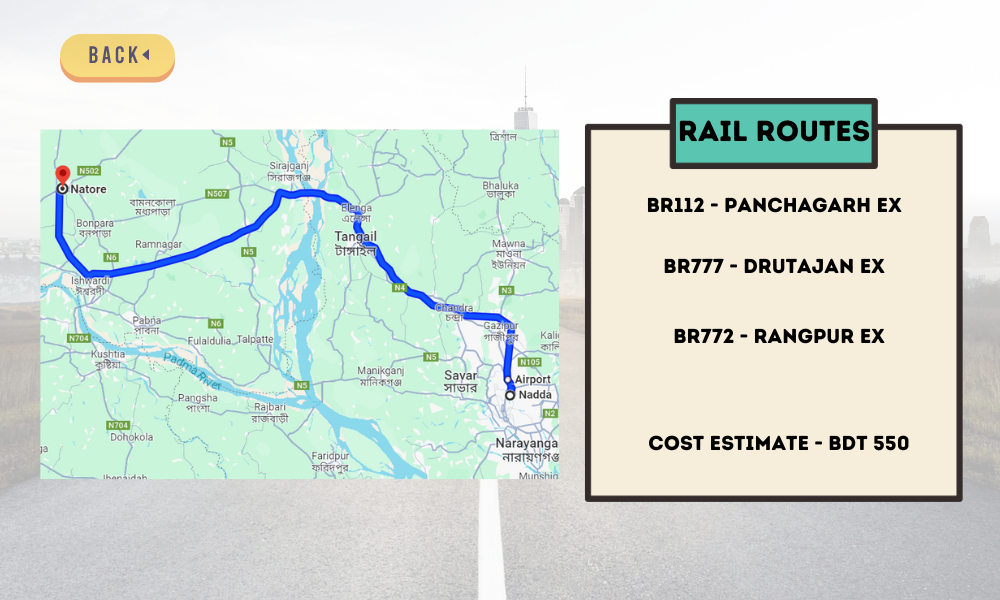 BACK
RAIL ROUTES
BR112 - PANCHAGARH EX
BR777 - DRUTAJAN EX
BR772 - RANGPUR EX
COST ESTIMATE - BDT 550
N5
ত্রিশাল
N502
Natore
Sirajganj
সিরাজগঞ্জ
N507
Bhaluka
ভালুকা
বামনকোলা
মধ্যপাড়া
Elenga
এলেঙ্গা
Bonpara
বনপাড়া
Tangail
টাঙ্গাইল
Ramnagar
N5
Mawna
মাওনা
ইউনিয়ন
N6
Ishwardi
ঈশ্বরদী
N4
N3
Chandra
চন্দ্রা
Pabna
পাবনা
N6
Gazipur
গাজীপুর
Kali
N704
Fulaldulia
Talpatte
Kushtia
কুষ্টিয়া
N5
N105
Padma River
Manikganj
মানিকগঞ্জ
Savar
সাভার
Airport
N5
Nadda
Pangsha
পাংশা
Rajbari
রাজবাড়ী
N2
N704
Dohokola
Narayanga
নারায়ণগঞ্জ
ga
Faridpur
ফরিদপুর
Jhenaidah
Munshig